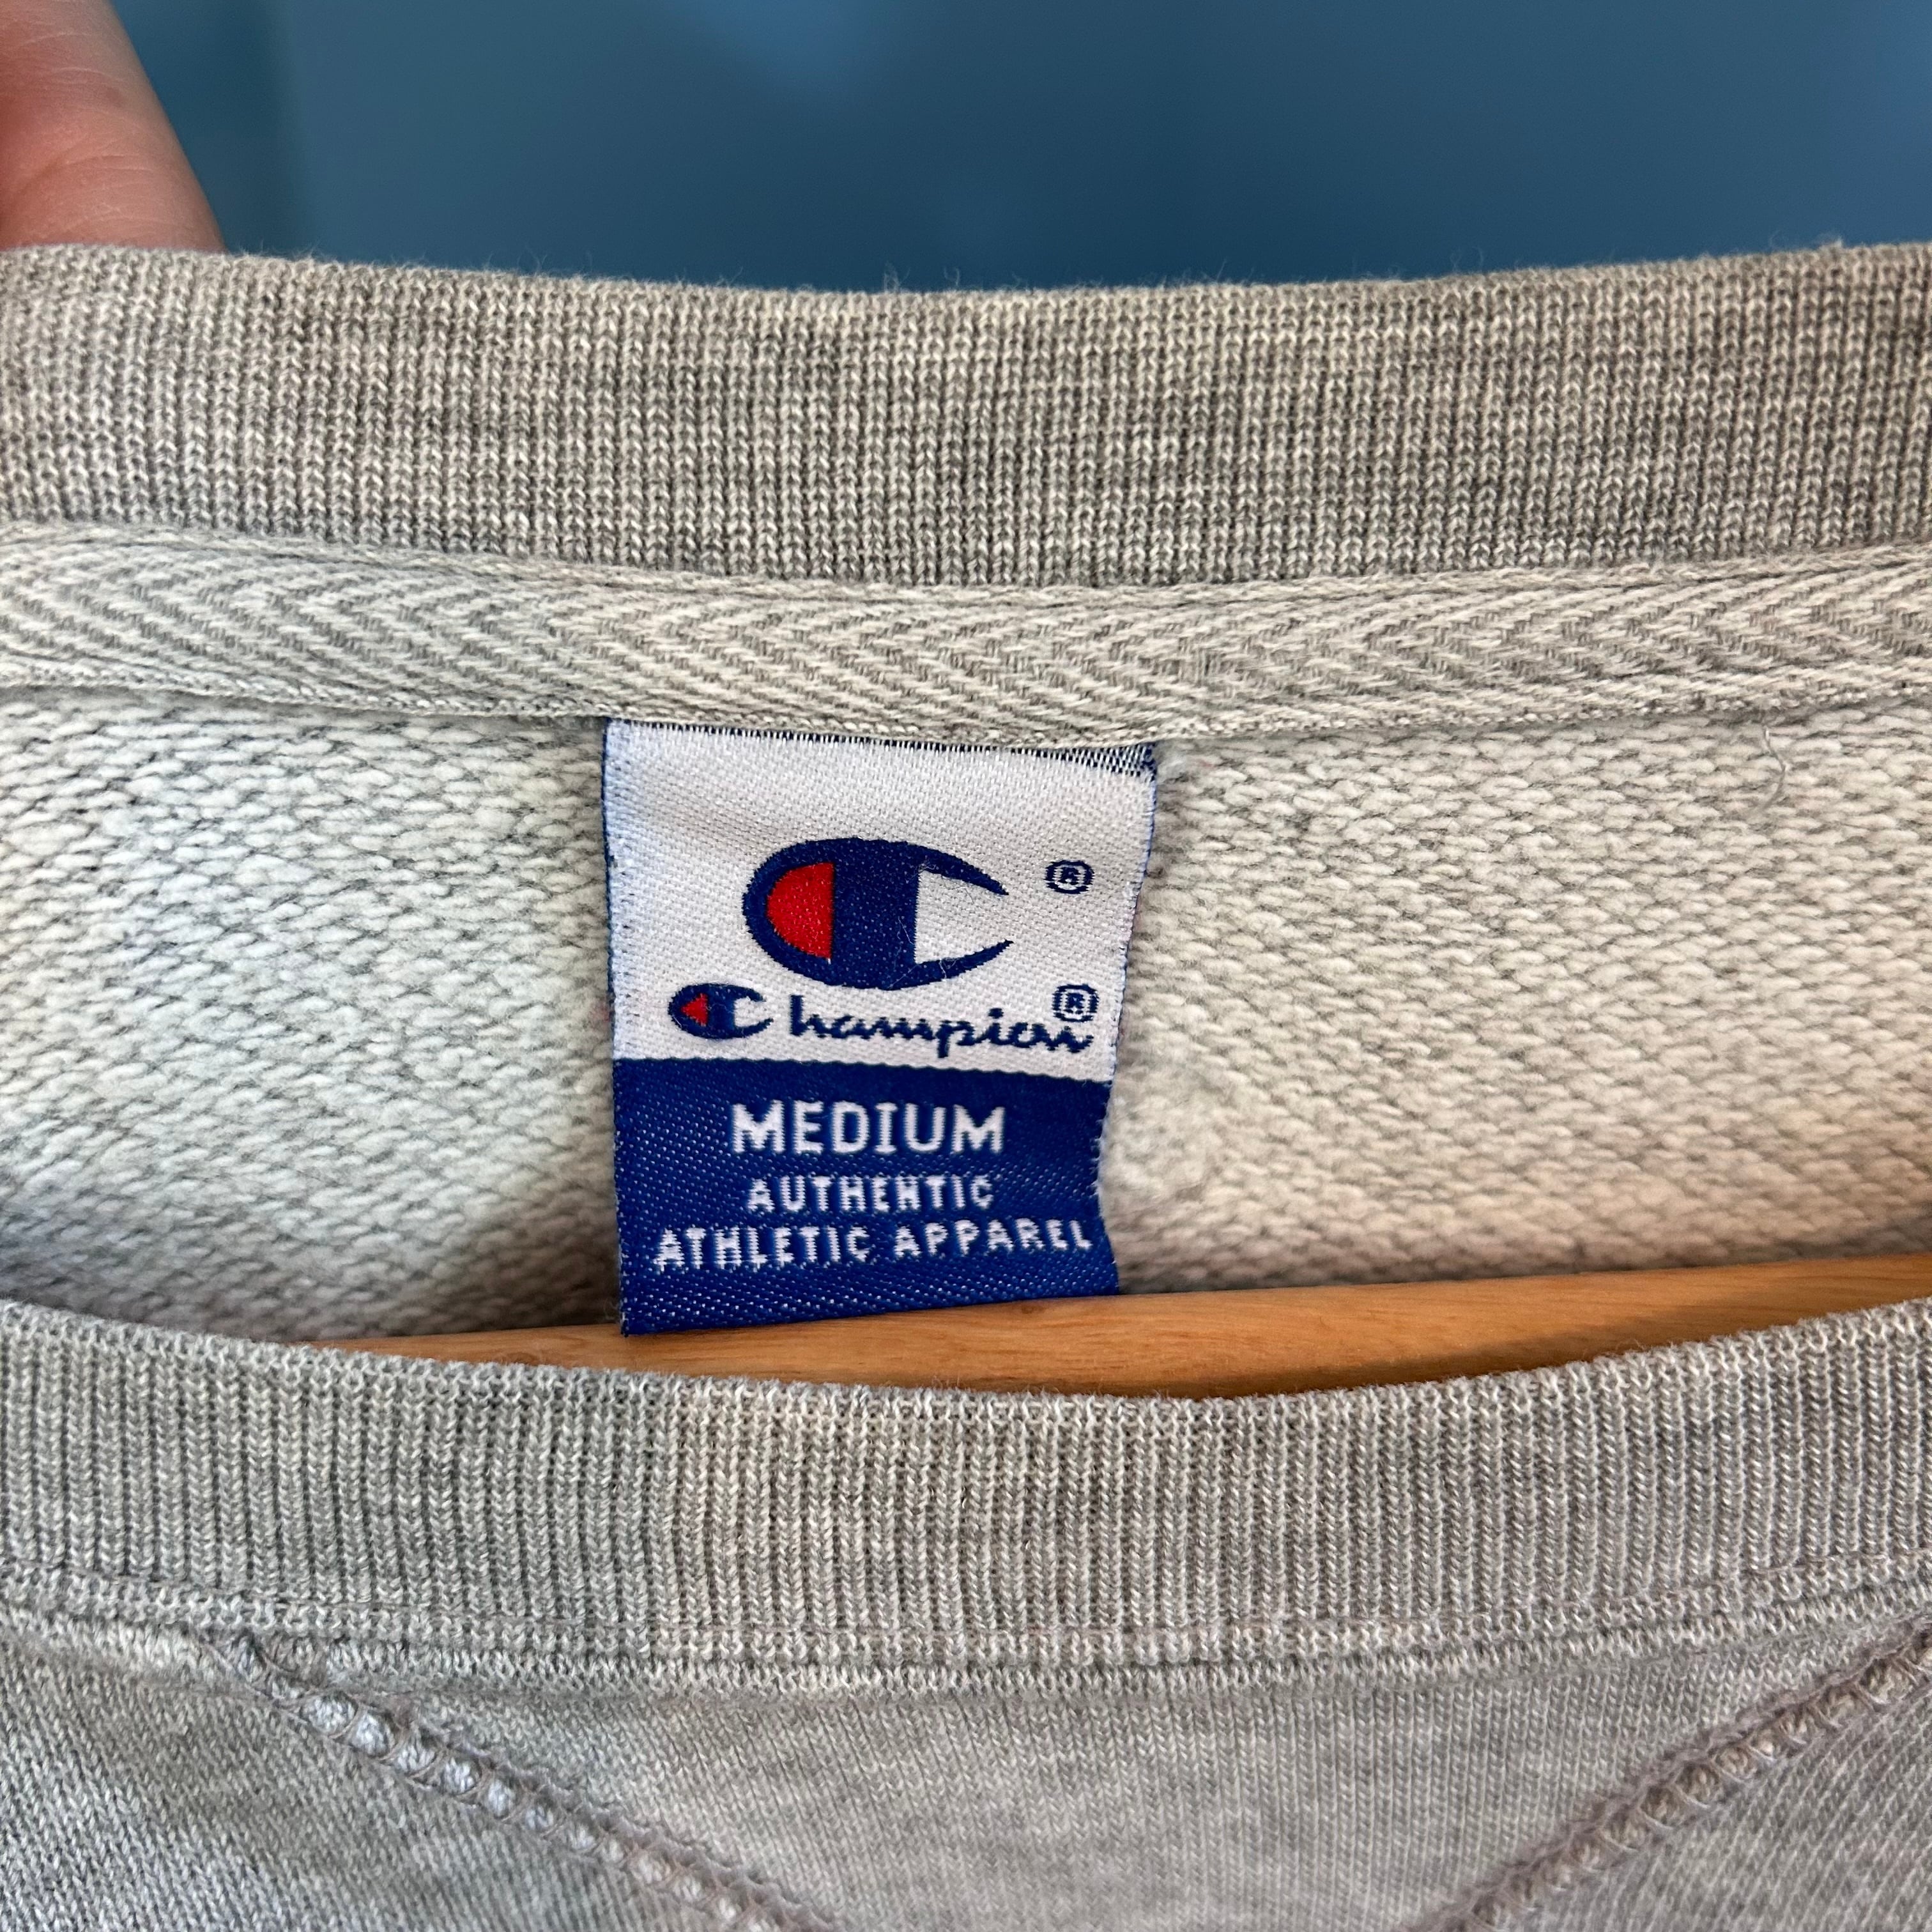 ®
Champion®
MEDIUM
AUTHENTIC
ATHLETIC APPAREL